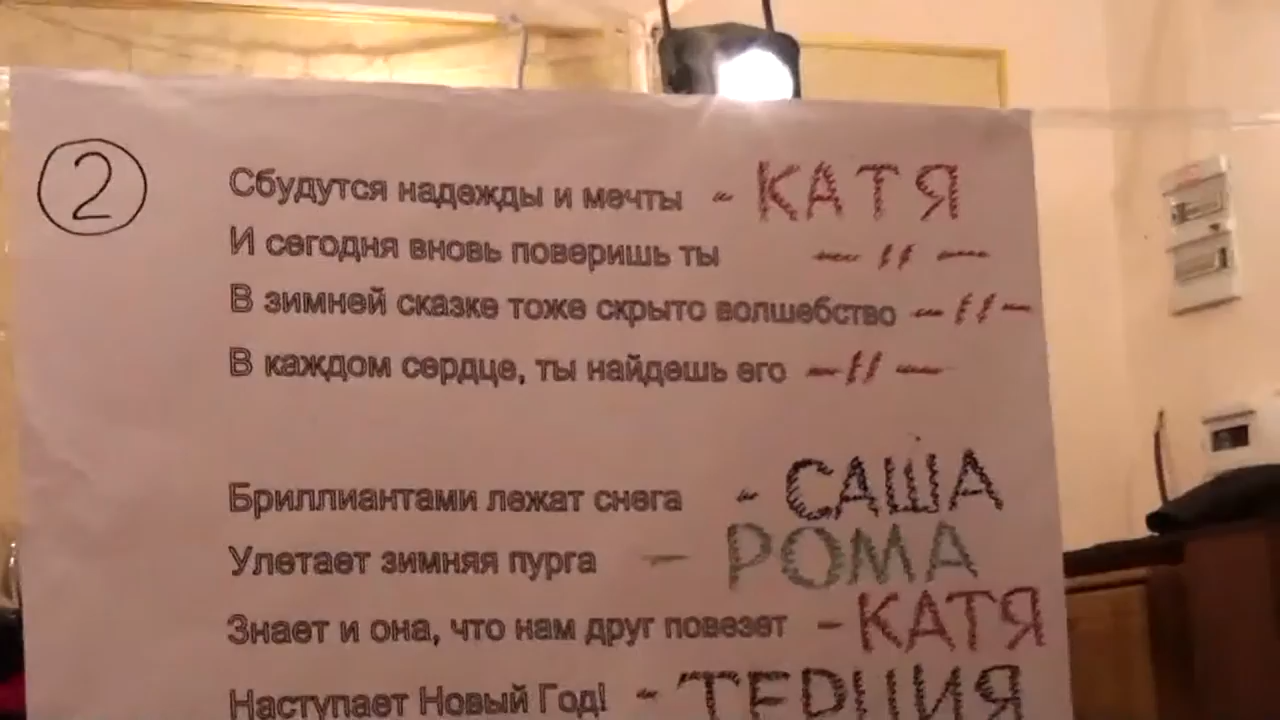 2
Сбудутся надежды и мечты - КАТЯ
И сегодня вновь поверишь ты — 〃 —
В зимней сказке тоже скрыто волшебство — 〃 —
В каждом сердце, ты найдешь его — 〃 —
Бриллиантами лежат снега - САША
Улетает зимняя пурга — РОМА
Знает и она, что нам друг повезет - КАТЯ
Наступает Новый Год! - ТЕРЦИЯ